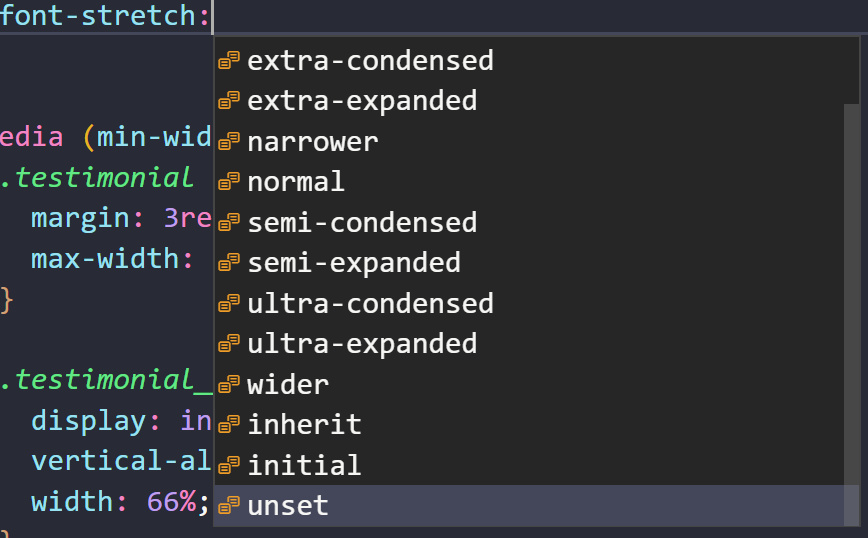 font-stretch:
extra-condensed
extra-expanded
edia (min-wid
narrower
.testimonial
normal
margin: 3re
semi-condensed
max-width:
semi-expanded
}
ultra-condensed
ultra-expanded
.testimonial_
wider
display: in
inherit
vertical-al
initial
width: 66%;
unset